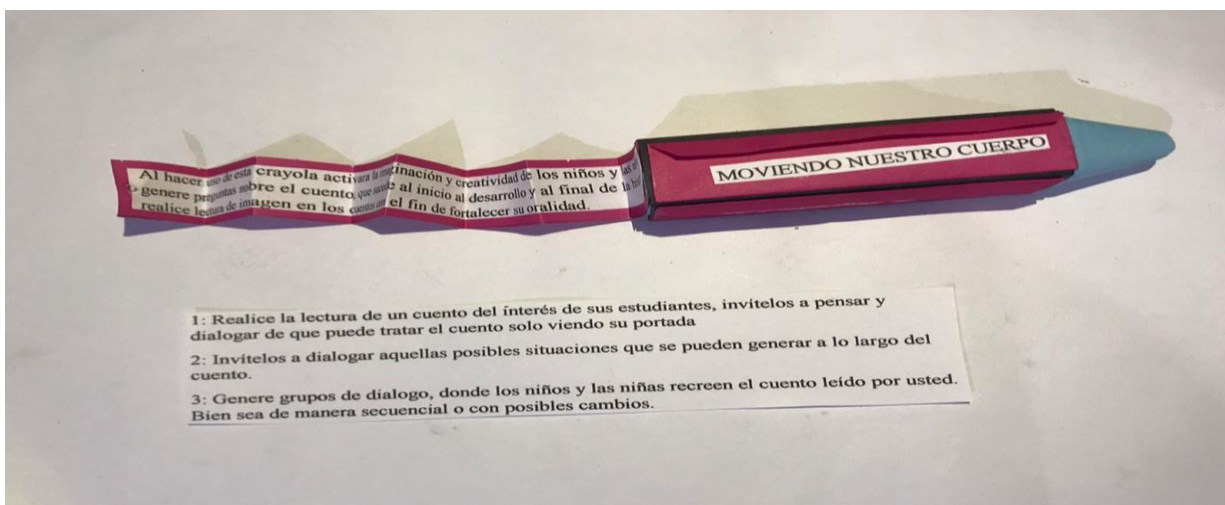 Al hacer uso de esta crayola activara la imaginación y creatividad de los niños y las
genere preguntas sobre el cuento, que sande al inicio al desarrollo y al final de la
realice lectura de imagen en los cuentos el fin de fortalecer su oralidad.
MOVIENDO NUESTRO CUERPO
1: Realice la lectura de un cuento del interés de sus estudiantes, invítelos a pensar y
dialogar de que puede tratar el cuento solo viendo su portada
2: Invítelos a dialogar aquellas posibles situaciones que se pueden generar a lo largo del
cuento.
3: Genere grupos de dialogo, donde los niños y las niñas recreen el cuento leído por usted.
Bien sea de manera secuencial o con posibles cambios.